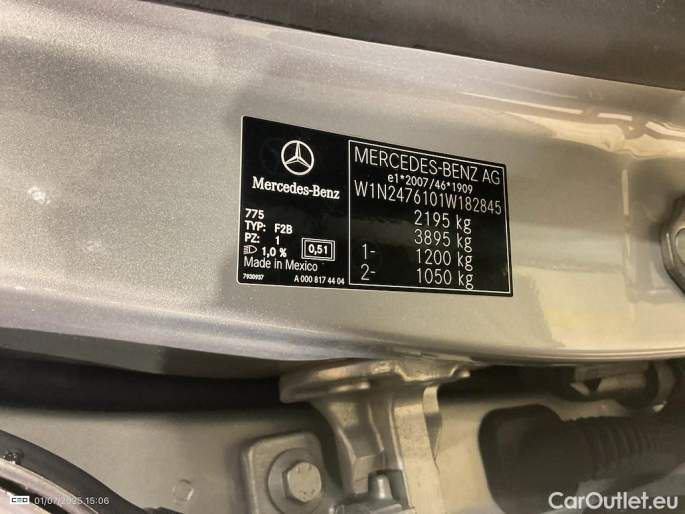 Mercedes-Benz
775
TYP: F2B
PZ: 1
1,0 % 0,51
Made in Mexico
7930937 A 000 817 44 04
MERCEDES-BENZ AG
e1*2007/46*1909
W1N2476101W182845
2195 kg
3895 kg
1- 1200 kg
2- 1050 kg
CEO 01/07/2025 15:06
CarOutlet.eu